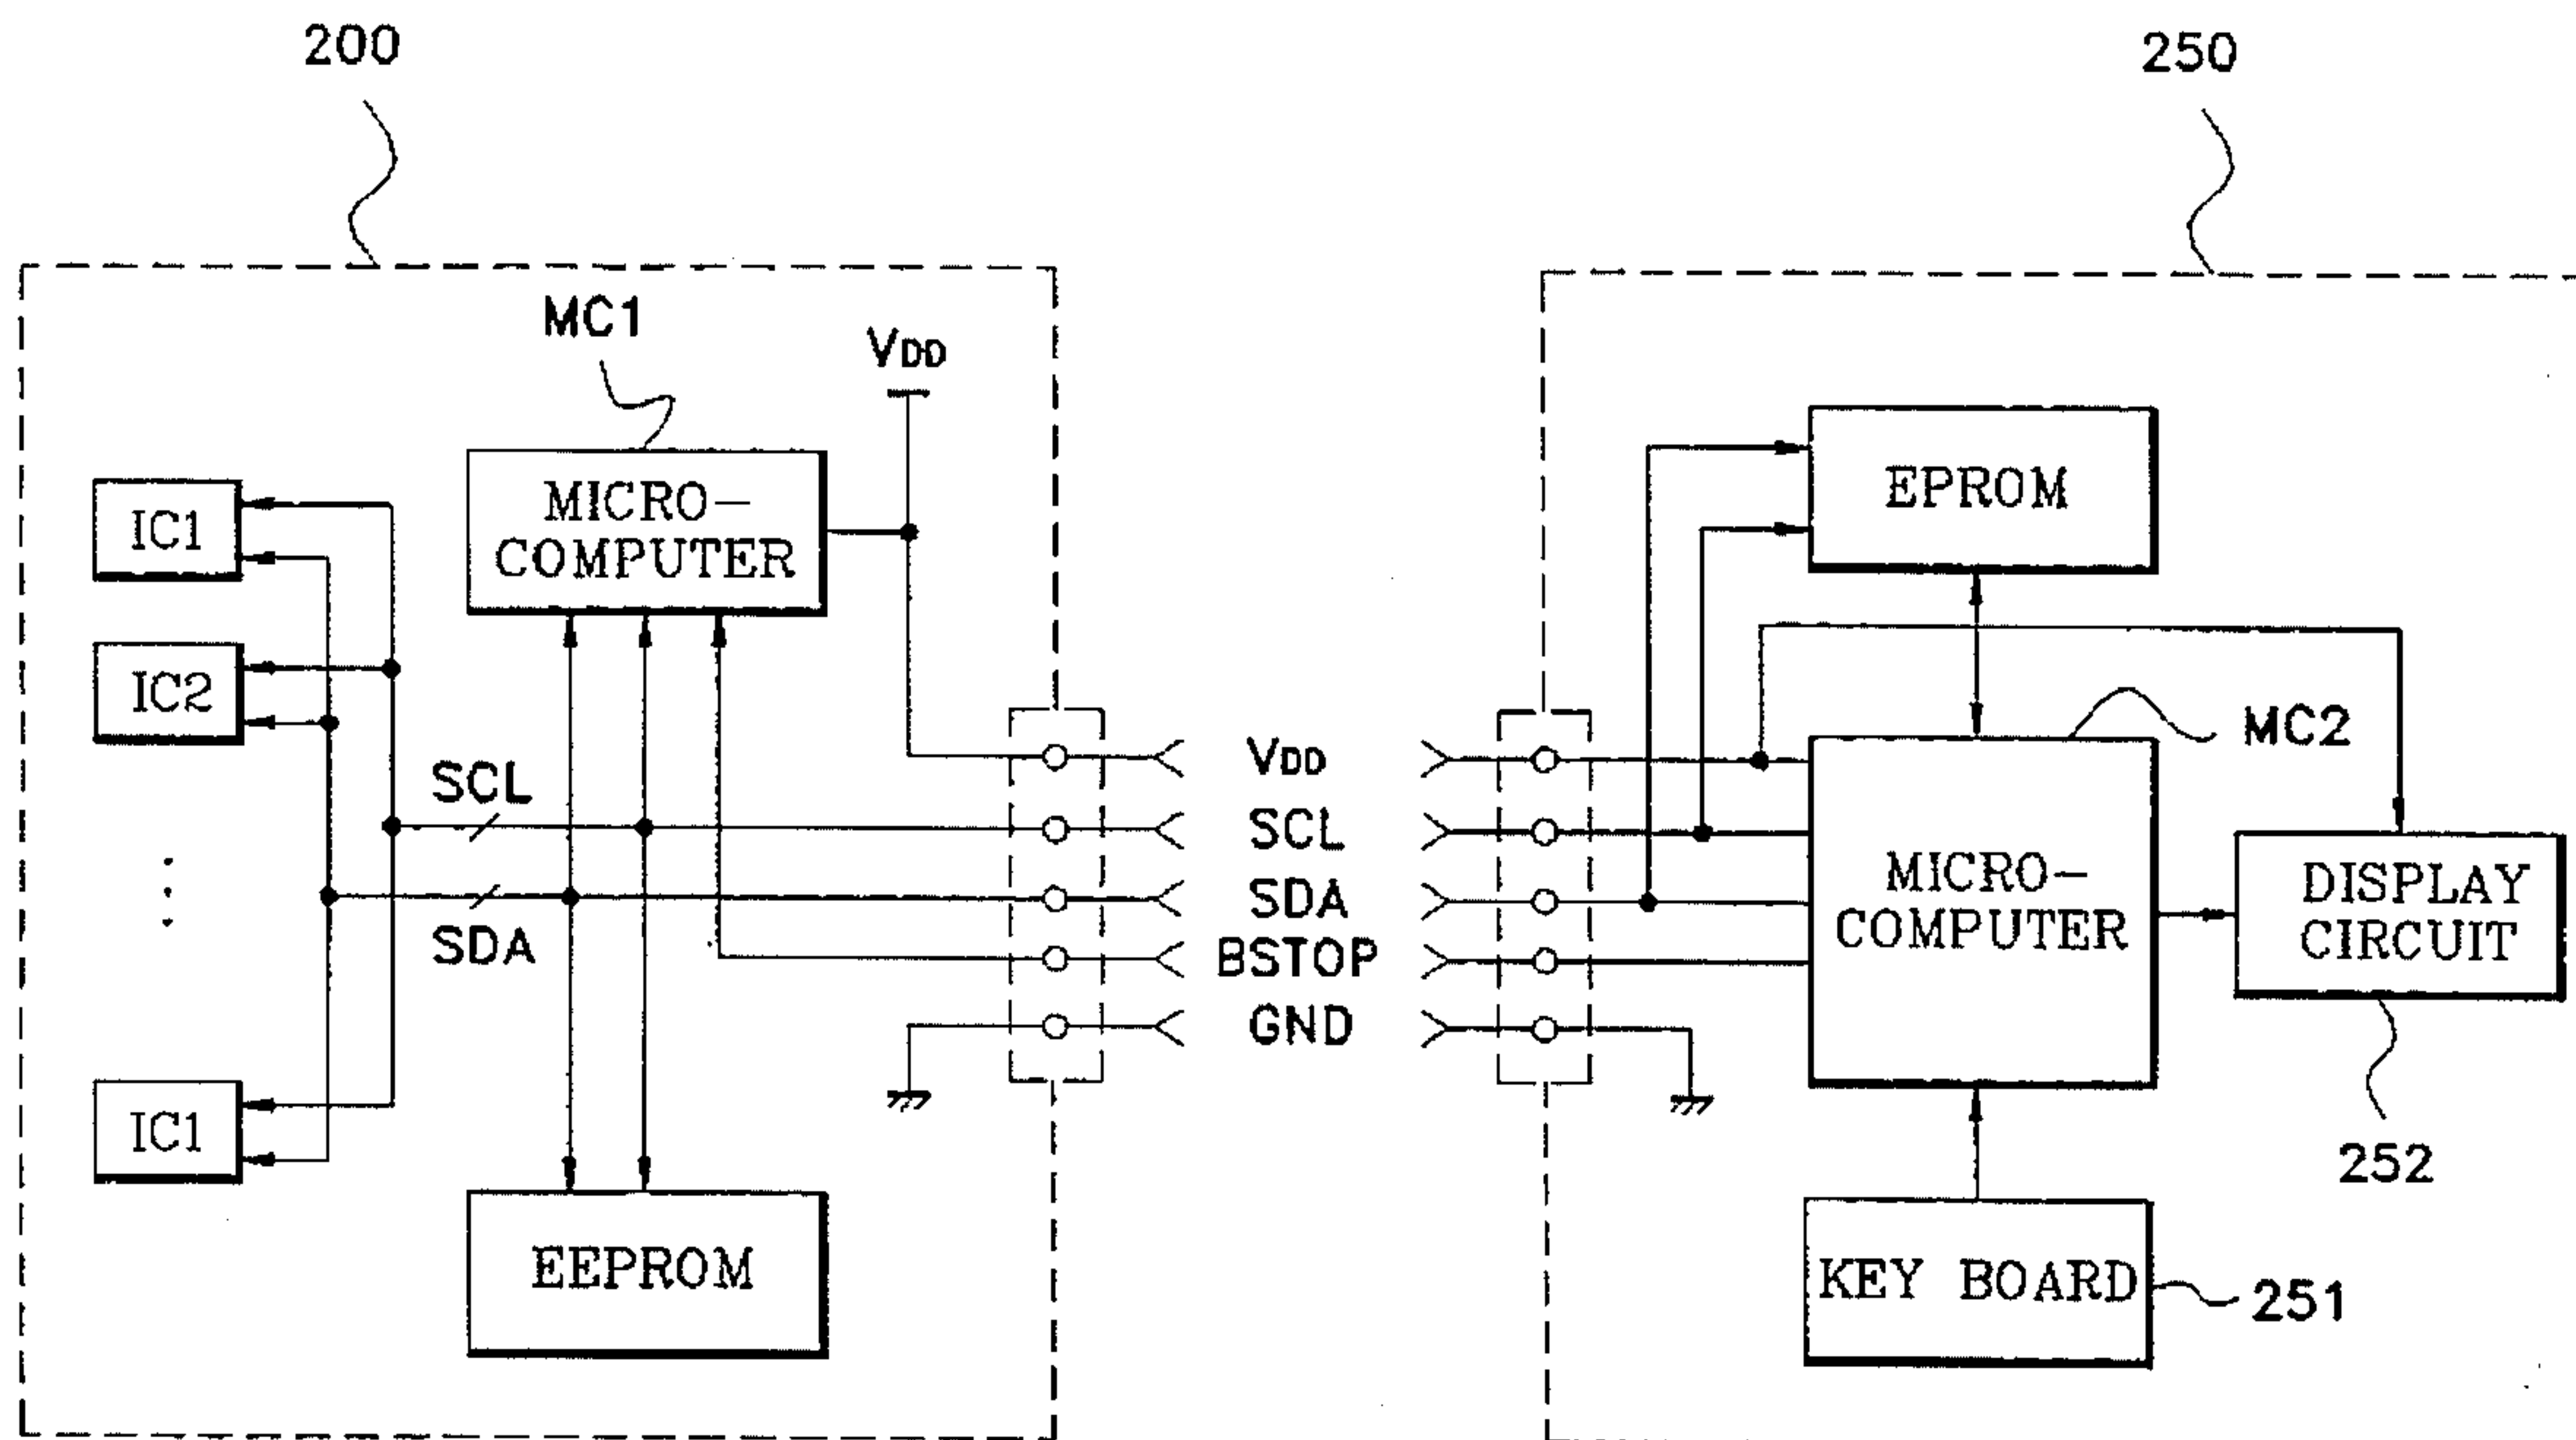 200
250
MC1
VDD
MICRO-
COMPUTER
IC1
IC2
SCL
SDA
IC1
EEPROM
VDD
SCL
SDA
BSTOP
GND
EPROM
MC2
MICRO-
COMPUTER
DISPLAY
CIRCUIT
252
KEY BOARD
251